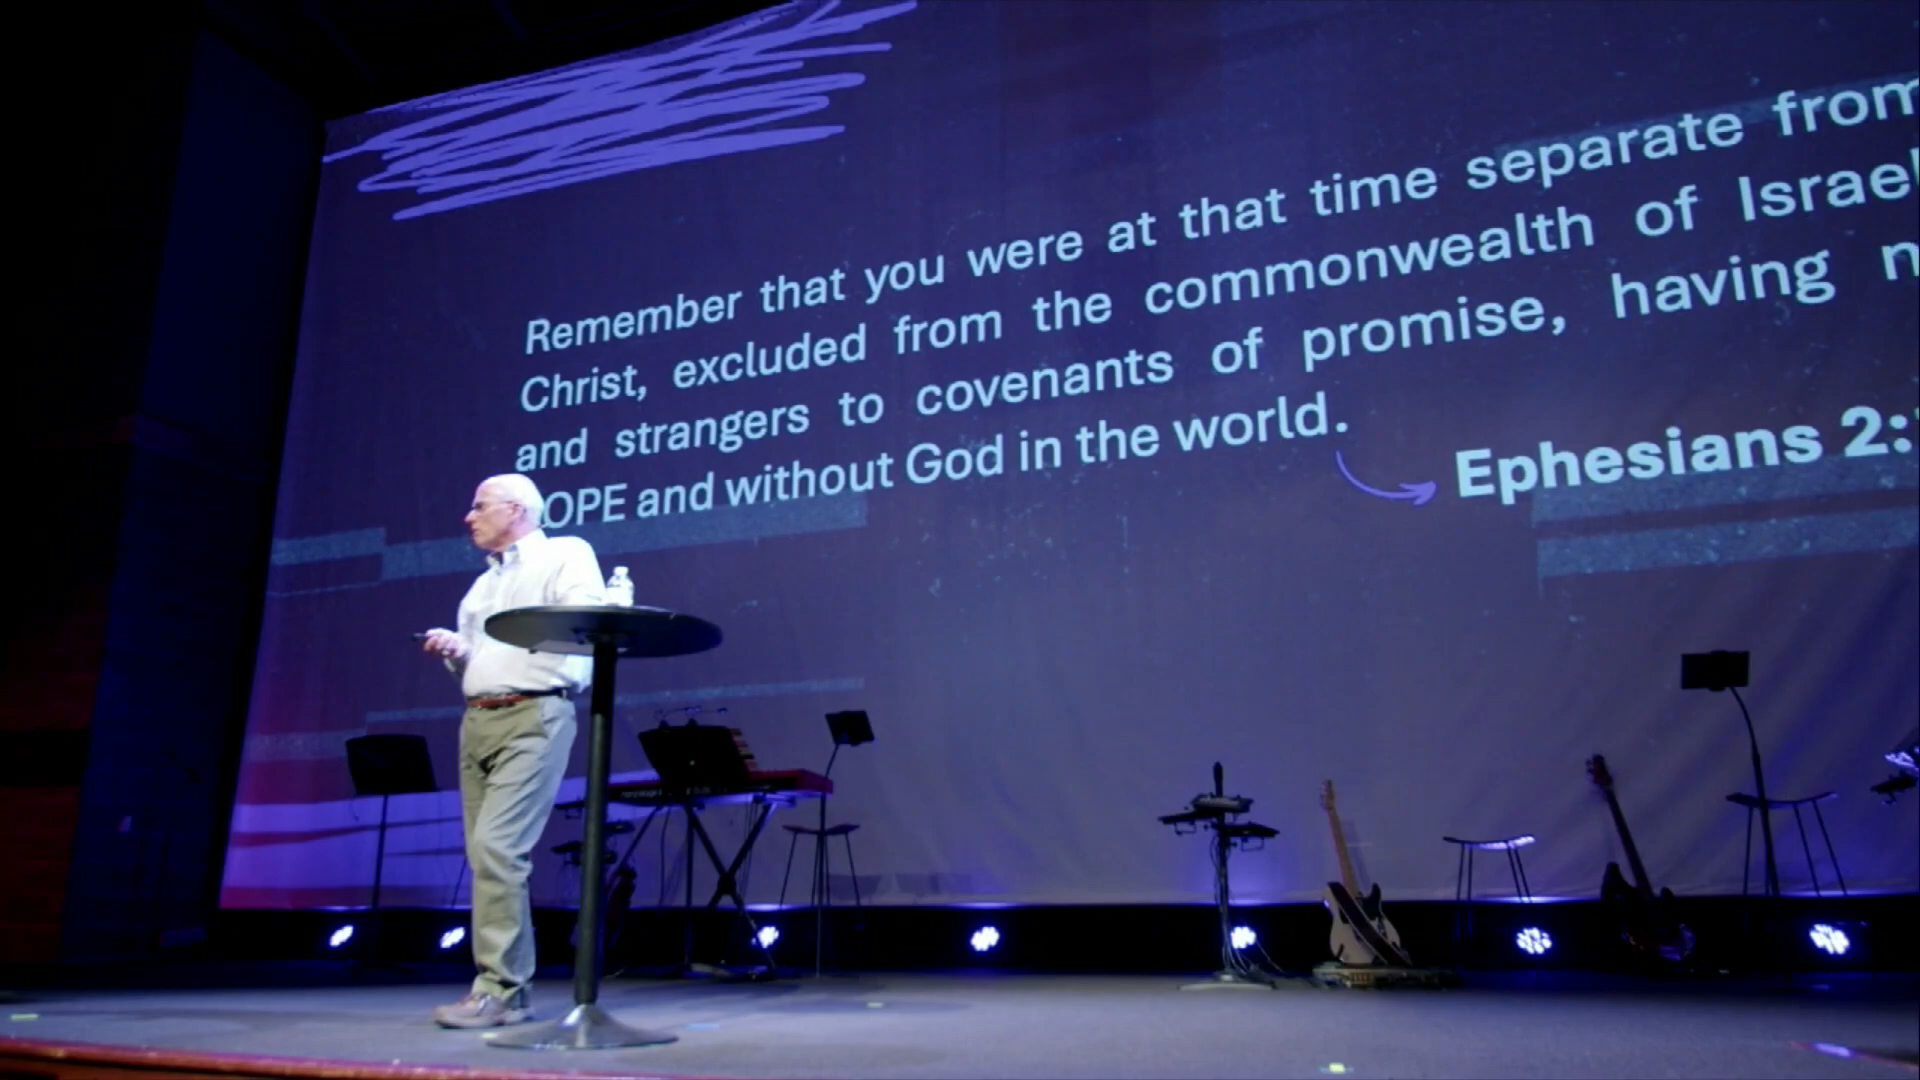 Remember that you were at that time separate from
Christ, excluded from the commonwealth of Israel
and strangers to covenants of promise, having
OPE and without God in the world.
Ephesians 2: